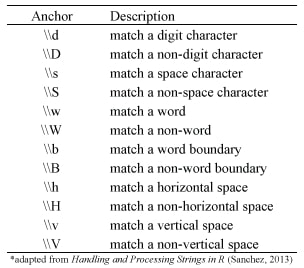 Anchor Description
\\d match a digit character
\\D match a non-digit character
\\s match a space character
\\S match a non-space character
\\w match a word
\\W match a non-word
\\b match a word boundary
\\B match a non-word boundary
\\h match a horizontal space
\\H match a non-horizontal space
\\v match a vertical space
\\V match a non-vertical space
*adapted from Handling and Processing Strings in R (Sanchez, 2013)